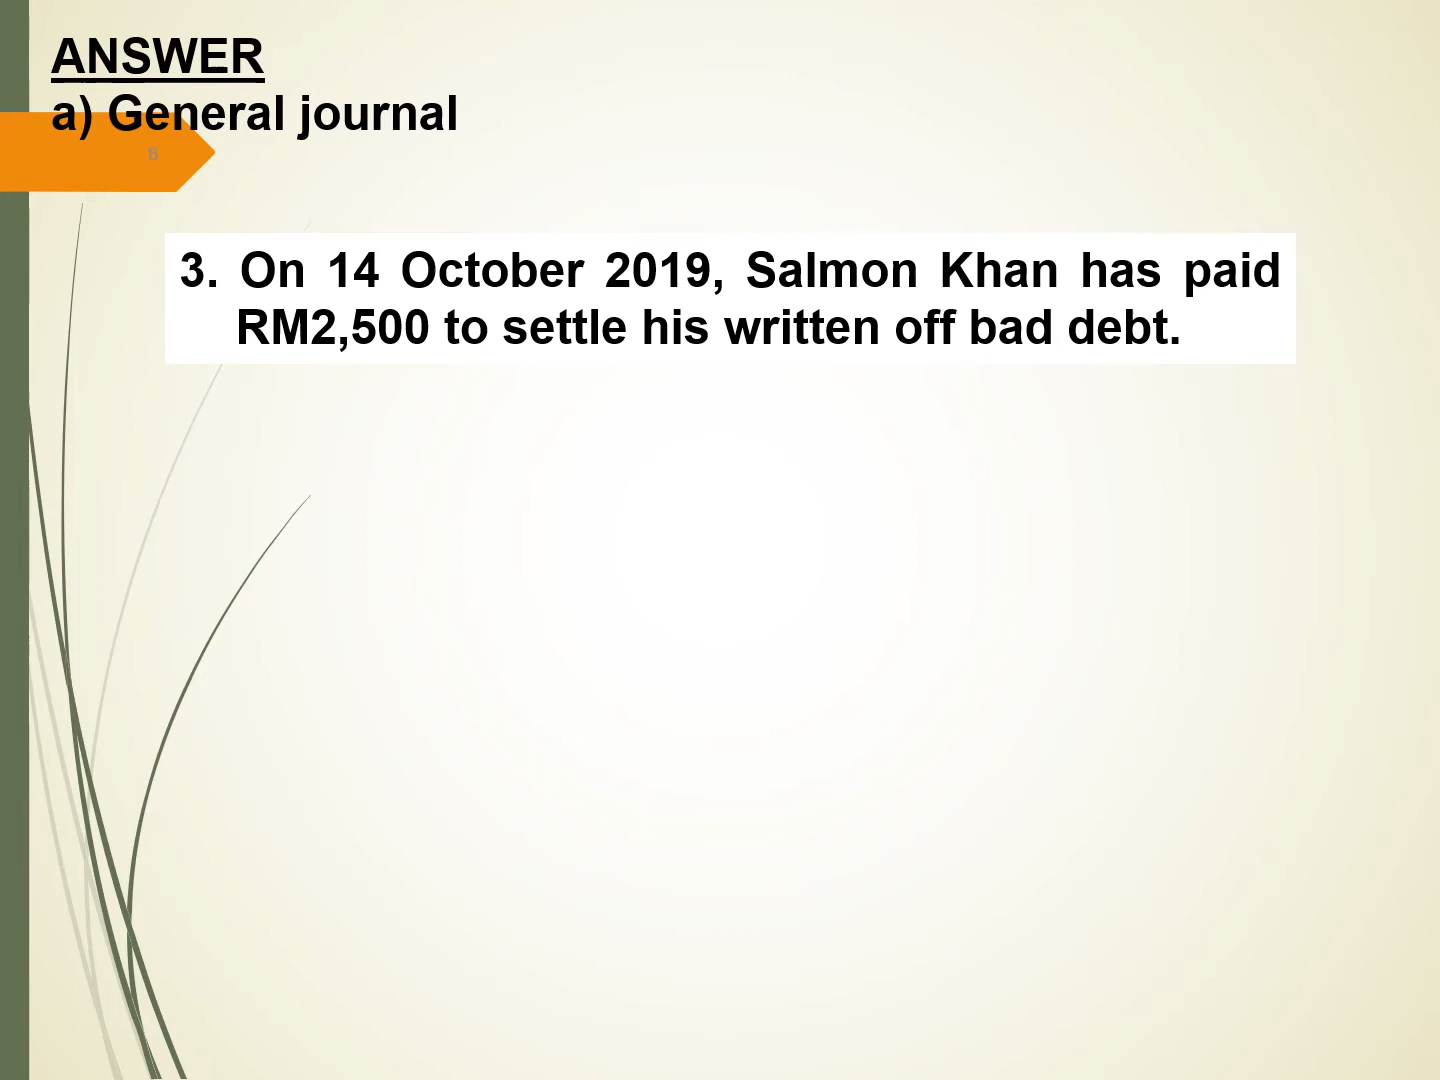 ANSWER
a) General journal
8
3. On 14 October 2019, Salmon Khan has paid
RM2,500 to settle his written off bad debt.